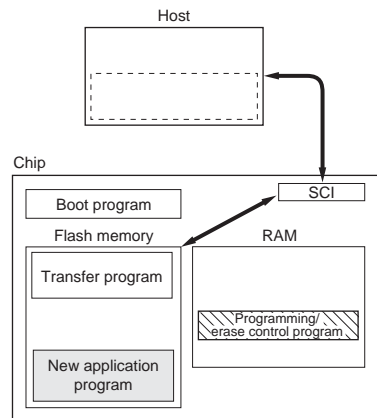 Host
Chip
SCI
Boot program
Flash memory
RAM
Transfer program
Programming/
erase control program
New application
program